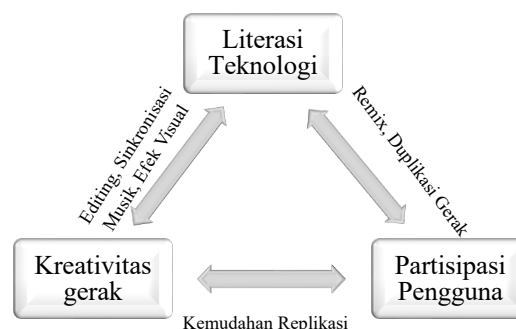 Literasi
Teknologi
Editing, Sinkronisasi
Musik, Efek Visual
Remix, Duplikasi Gerak
Kreativitas
gerak
Partisipasi
Pengguna
Kemudahan Replikasi